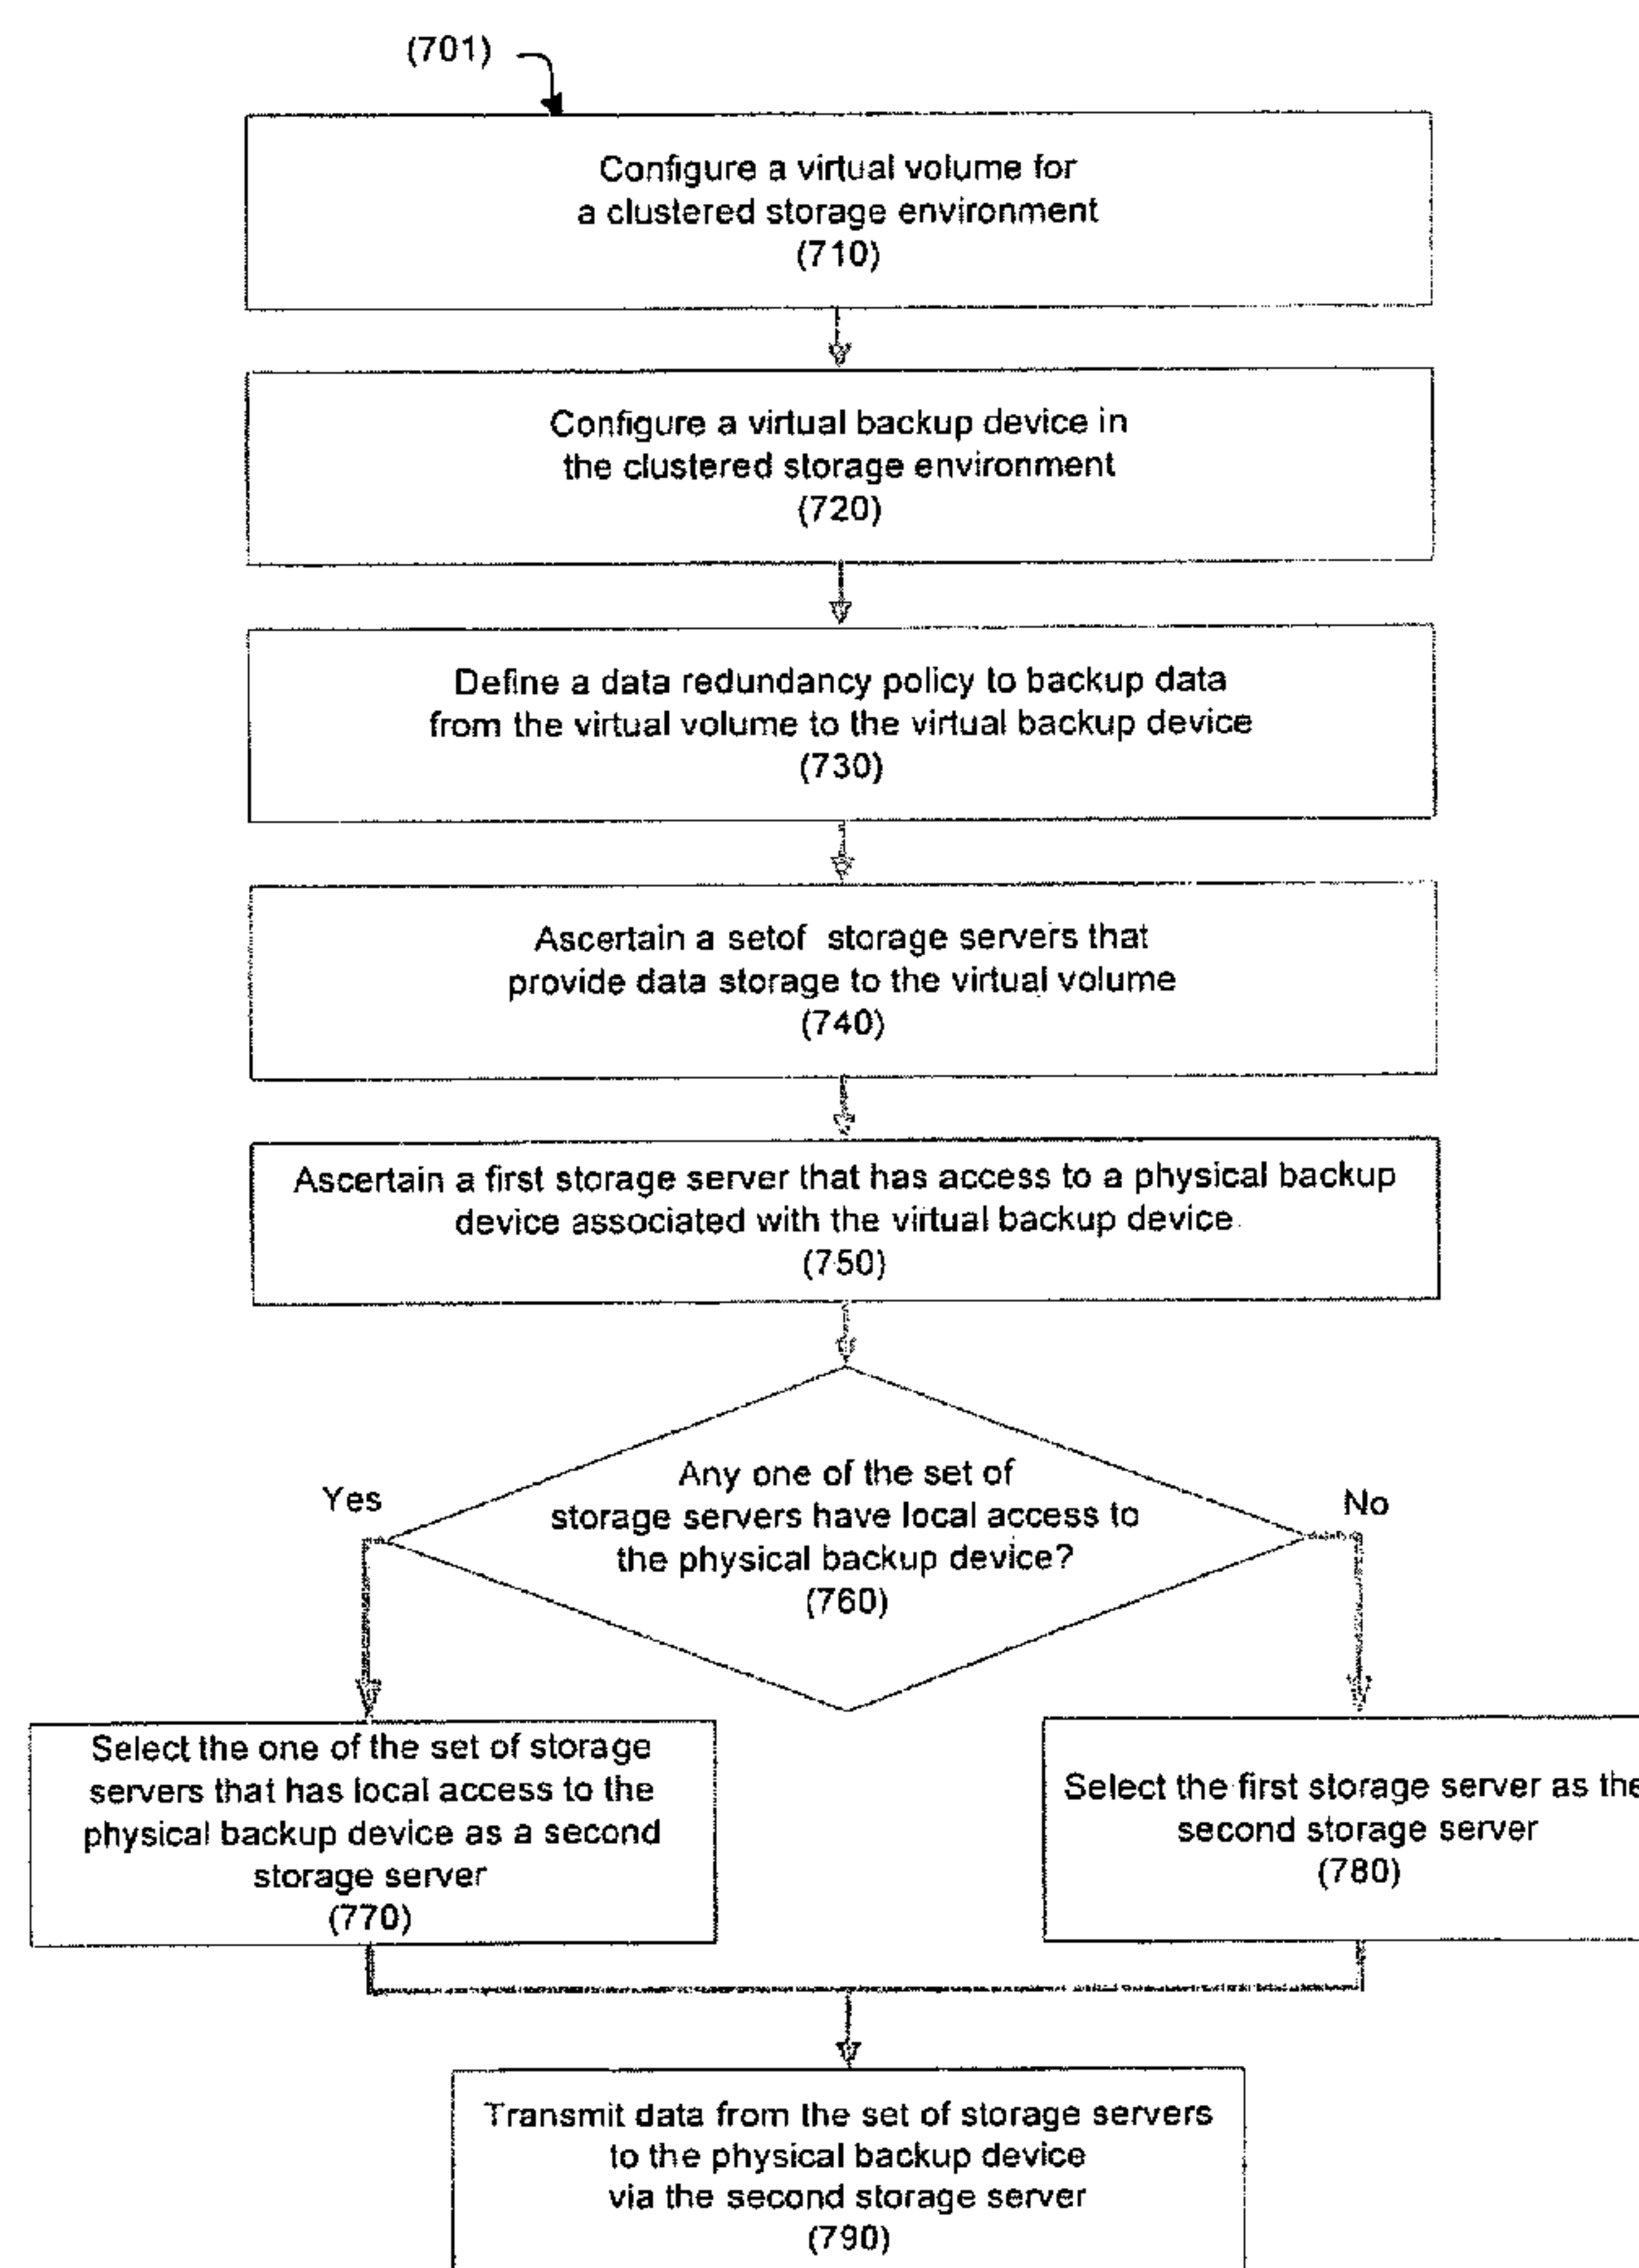 (701)
Configure a virtual volume for
a clustered storage environment
(710)
Configure a virtual backup device in
the clustered storage environment
(720)
Define a data redundancy policy to backup data
from the virtual volume to the virtual backup device
(730)
Ascertain a setof storage servers that
provide data storage to the virtual volume
(740)
Ascertain a first storage server that has access to a physical backup
device associated with the virtual backup device
(750)
Any one of the set of
storage servers have local access to
the physical backup device?
(760)
Yes
No
Select the one of the set of storage
servers that has local access to the
physical backup device as a second
storage server
(770)
Select the first storage server as the
second storage server
(780)
Transmit data from the set of storage servers
to the physical backup device
via the second storage server
(790)